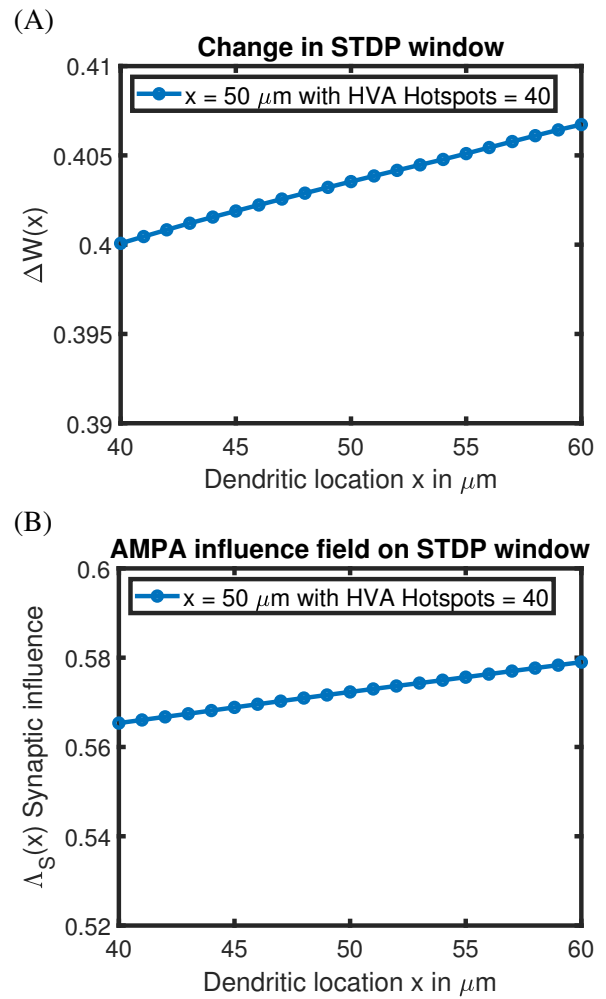 (A)
Change in STDP window
0.41
x = 50 μm with HVA Hotspots = 40
0.405
0.4
0.395
0.39
ΔW(x)
40 45 50 55 60
Dendritic location x in μm
(B)
AMPA influence field on STDP window
0.6
x = 50 μm with HVA Hotspots = 40
0.58
0.56
0.54
0.52
Λ_S(x) Synaptic influence
40 45 50 55 60
Dendritic location x in μm